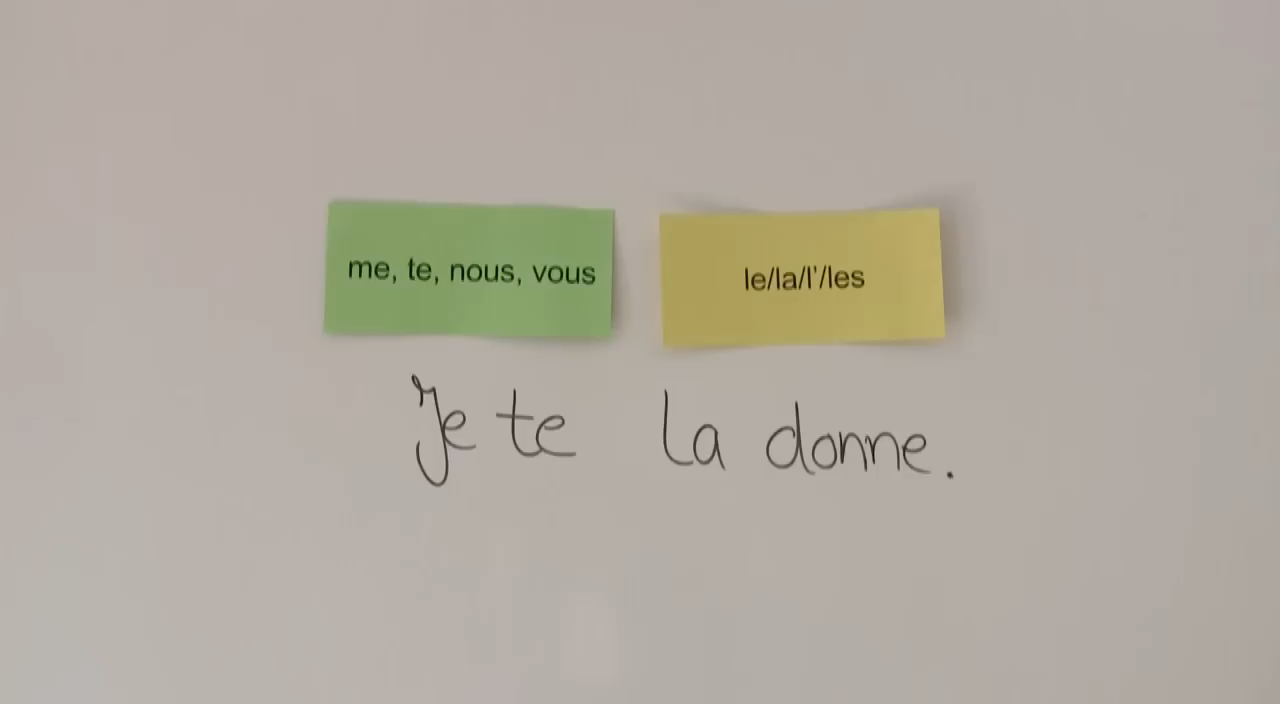 me, te, nous, vous
le/la/l'/les
Je te la donne.